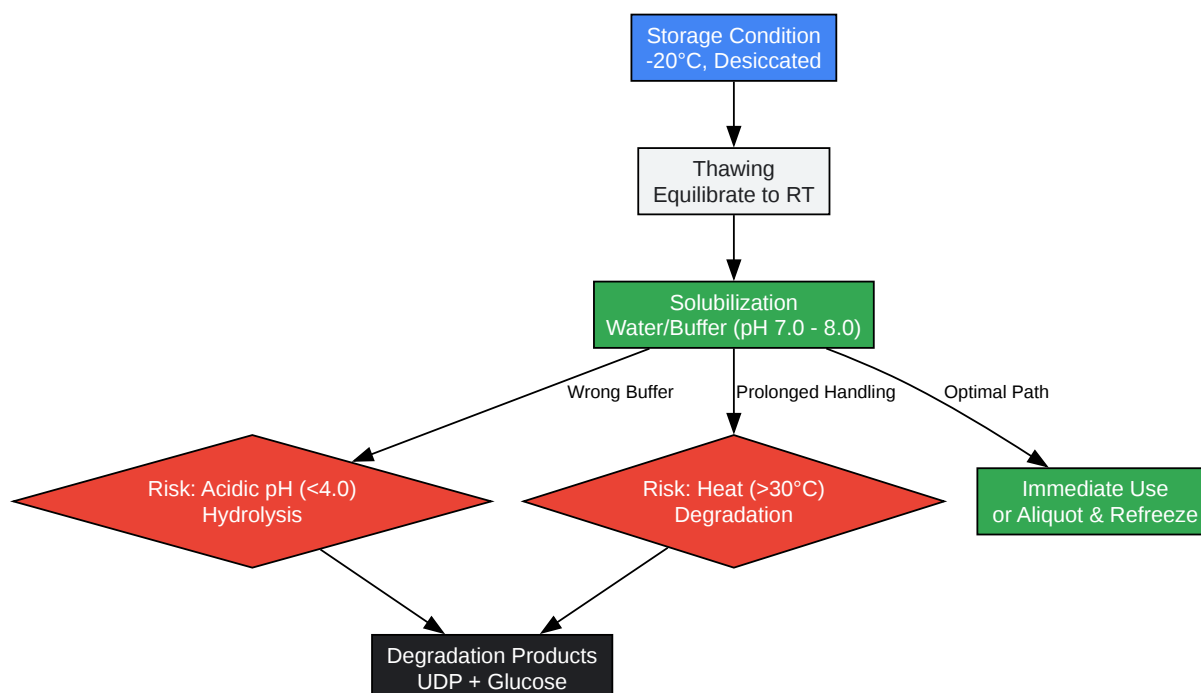 Storage Condition
-20°C, Desiccated
Thawing
Equilibrate to RT
Solubilization
Water/Buffer (pH 7.0 - 8.0)
Wrong Buffer
Prolonged Handling
Optimal Path
Risk: Acidic pH (<4.0)
Hydrolysis
Risk: Heat (>30°C)
Degradation
Immediate Use
or Aliquot & Refreeze
Degradation Products
UDP + Glucose